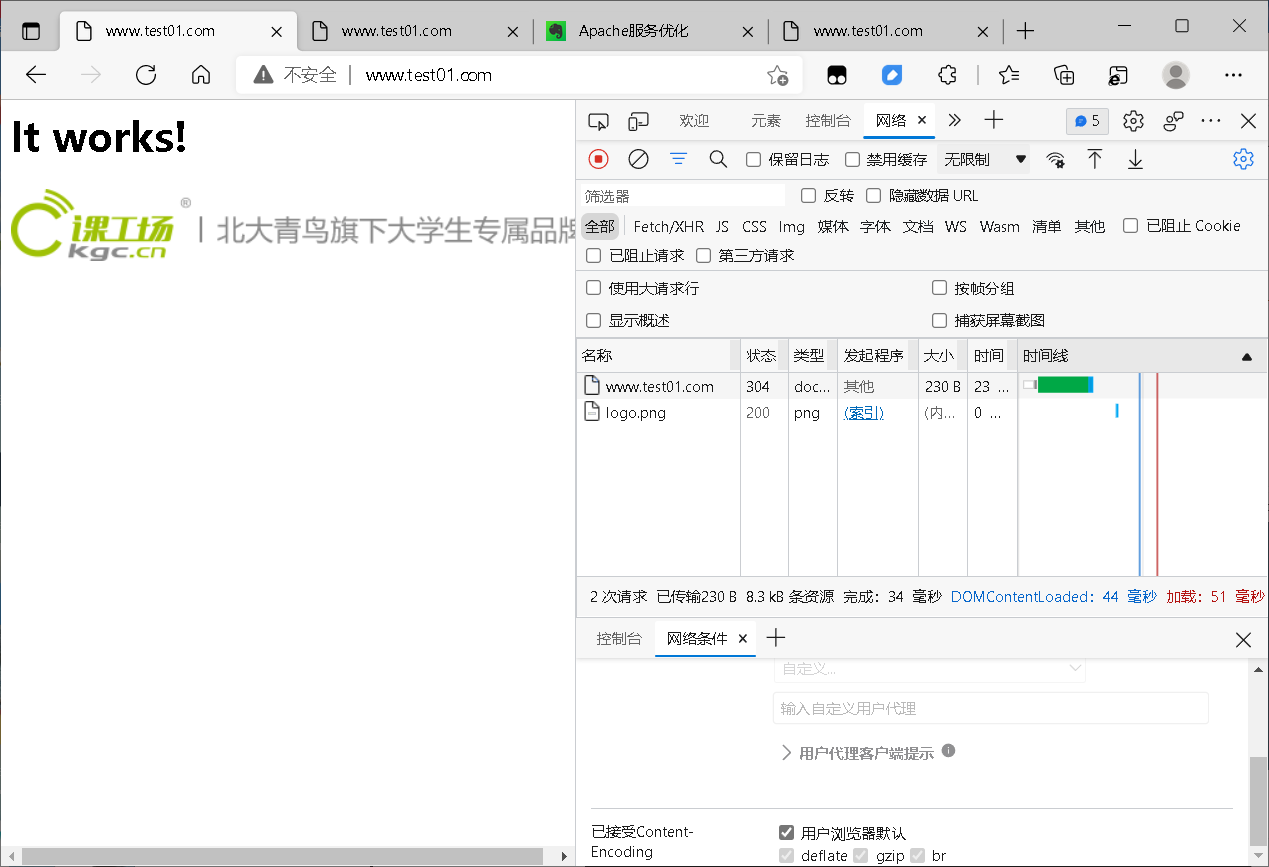 www.test01.com www.test01.com Apache服务优化 www.test01.com
不安全 www.test01.com
It works!
课工场 ® 北大青鸟旗下大学生专属品牌
kgc.cn
欢迎 元素 控制台 网络 5
保留日志 禁用缓存 无限制
筛选器 反转 隐藏数据 URL
全部 Fetch/XHR JS CSS Img 媒体 字体 文档 WS Wasm 清单 其他 已阻止 Cookie
已阻止请求 第三方请求
使用大请求行 按帧分组
显示概述 捕获屏幕截图
名称 状态 类型 发起程序 大小 时间 时间线
www.test01.com 304 doc... 其他 230 B 23 ...
logo.png 200 png (索引) (内... 0 ...
2 次请求 已传输230 B 8.3 kB 条资源 完成：34 毫秒 DOMContentLoaded：44 毫秒 加载：51 毫秒
控制台 网络条件
自定义...
输入自定义用户代理
用户代理客户端提示
已接受Content- 用户浏览器默认
Encoding deflate gzip br